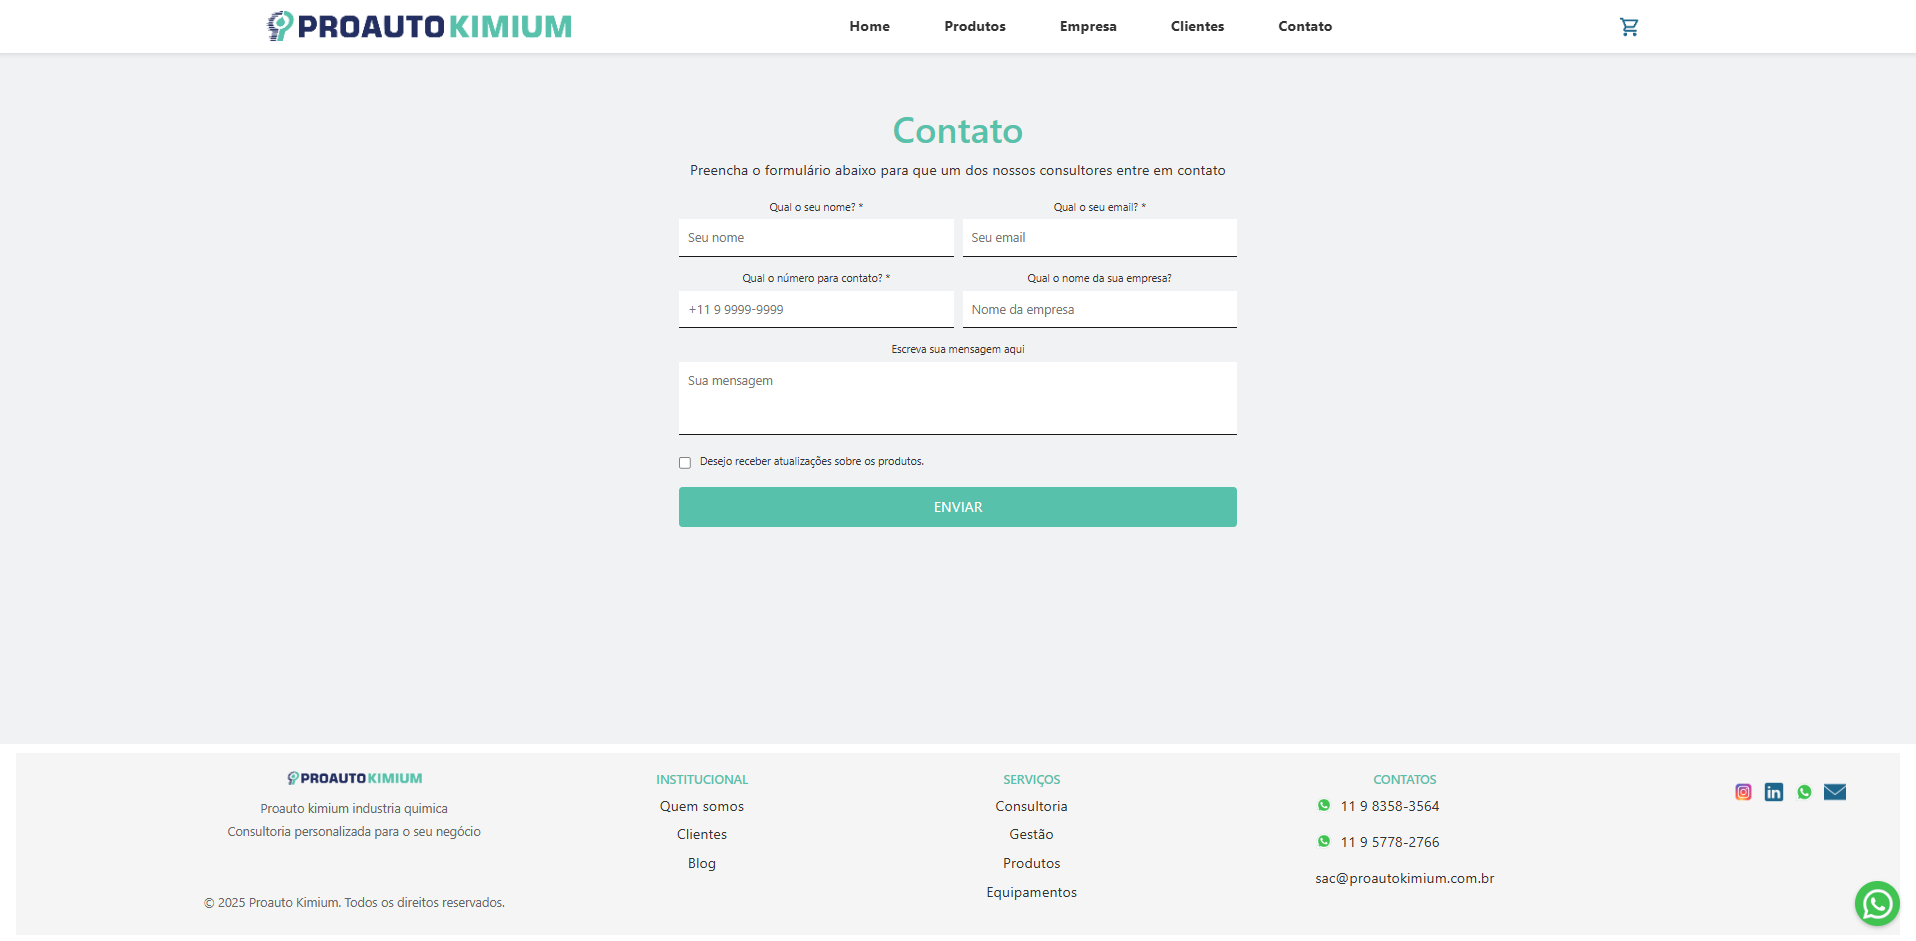 PROAUTO KIMIUM
Home
Produtos
Empresa
Clientes
Contato
Contato
Preencha o formulário abaixo para que um dos nossos consultores entre em contato
Qual o seu nome? *
Qual o seu email? *
Seu nome
Seu email
Qual o número para contato? *
Qual o nome da sua empresa?
+11 9 9999-9999
Nome da empresa
Escreva sua mensagem aqui
Sua mensagem
Desejo receber atualizações sobre os produtos.
ENVIAR
PROAUTO KIMIUM
Proauto kimium industria quimica
Consultoria personalizada para o seu negócio
© 2025 Proauto Kimium. Todos os direitos reservados.
INSTITUCIONAL
Quem somos
Clientes
Blog
SERVIÇOS
Consultoria
Gestão
Produtos
Equipamentos
CONTATOS
11 9 8358-3564
11 9 5778-2766
sac@proautokimium.com.br